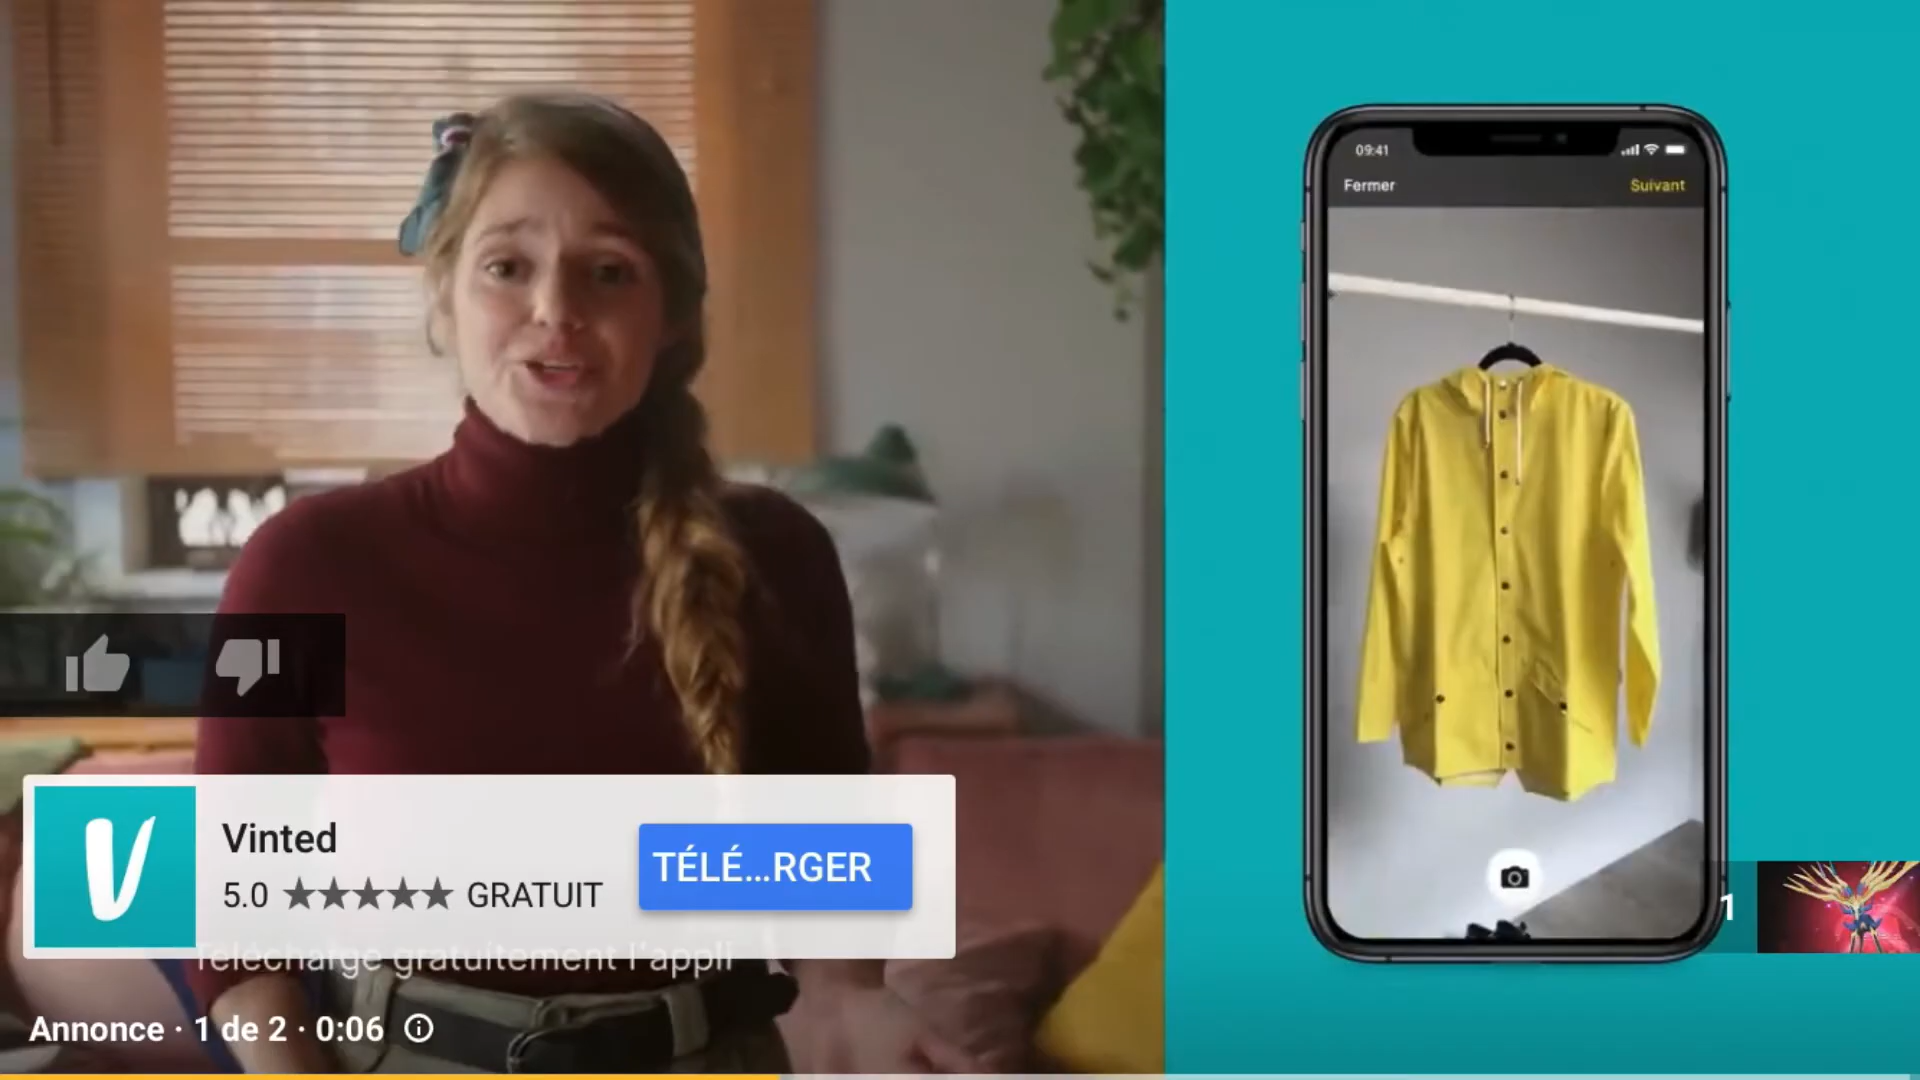 09:41
Fermer
Suivant
V
Vinted
5.0 ★★★★★ GRATUIT
TÉLÉ...RGER
Télécharge gratuitement l'appli
1
Annonce · 1 de 2 · 0:06